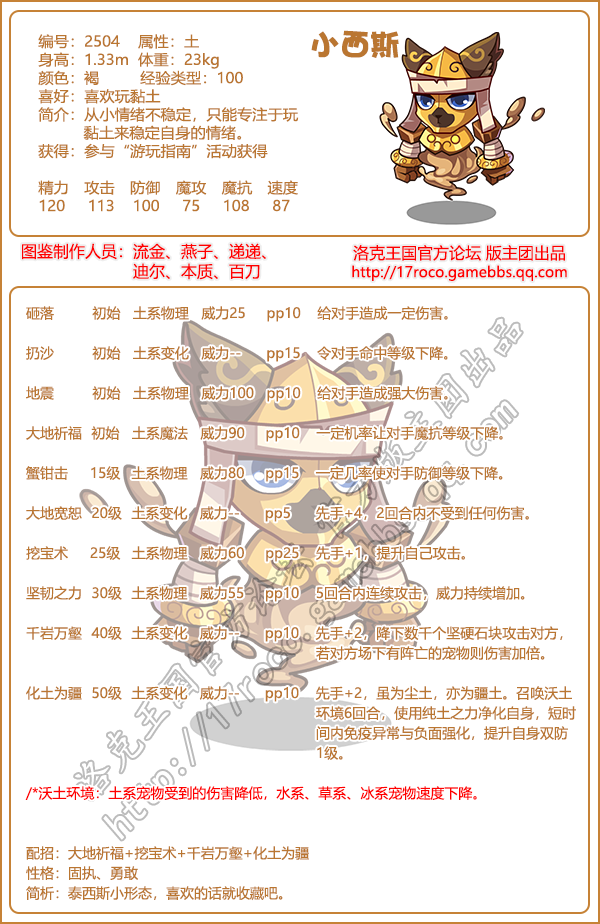 小西斯
编号：2504 属性：土
身高：1.33m 体重：23kg
颜色：褐 经验类型：100
喜好：喜欢玩黏土
简介：从小情绪不稳定，只能专注于玩
黏土来稳定自身的情绪。
获得：参与“游玩指南”活动获得
精力 攻击 防御 魔攻 魔抗 速度
120 113 100 75 108 87
图鉴制作人员：流金、燕子、递递、
迪尔、本质、百刀
洛克王国官方论坛 版主团出品
http://17roco.gamebbs.qq.com
砸落 初始 土系物理 威力25 pp10 给对手造成一定伤害。
扔沙 初始 土系变化 威力-- pp15 令对手命中等级下降。
地震 初始 土系物理 威力100 pp10 给对手造成强大伤害。
大地祈福 初始 土系魔法 威力90 pp10 一定机率让对手魔抗等级下降。
蟹钳击 15级 土系物理 威力80 pp15 一定几率使对手防御等级下降。
大地宽恕 20级 土系变化 威力-- pp5 先手+4，2回合内不受到任何伤害。
挖宝术 25级 土系物理 威力60 pp25 先手+1，提升自己攻击。
坚韧之力 30级 土系物理 威力55 pp10 5回合内连续攻击，威力持续增加。
千岩万壑 40级 土系变化 威力-- pp10 先手+2，降下数千个坚硬石块攻击对方，
若对方场下有阵亡的宠物则伤害加倍。
化土为疆 50级 土系变化 威力-- pp10 先手+2，虽为尘土，亦为疆土。召唤沃土
环境6回合，使用纯土之力净化自身，短时
间内免疫异常与负面强化，提升自身双防
1级。
/*沃土环境：土系宠物受到的伤害降低，水系、草系、冰系宠物速度下降。
配招：大地祈福+挖宝术+千岩万壑+化土为疆
性格：固执、勇敢
简析：泰西斯小形态，喜欢的话就收藏吧。
洛克王国官方论坛 版主团出品
http://17roco.gamebbs.qq.com